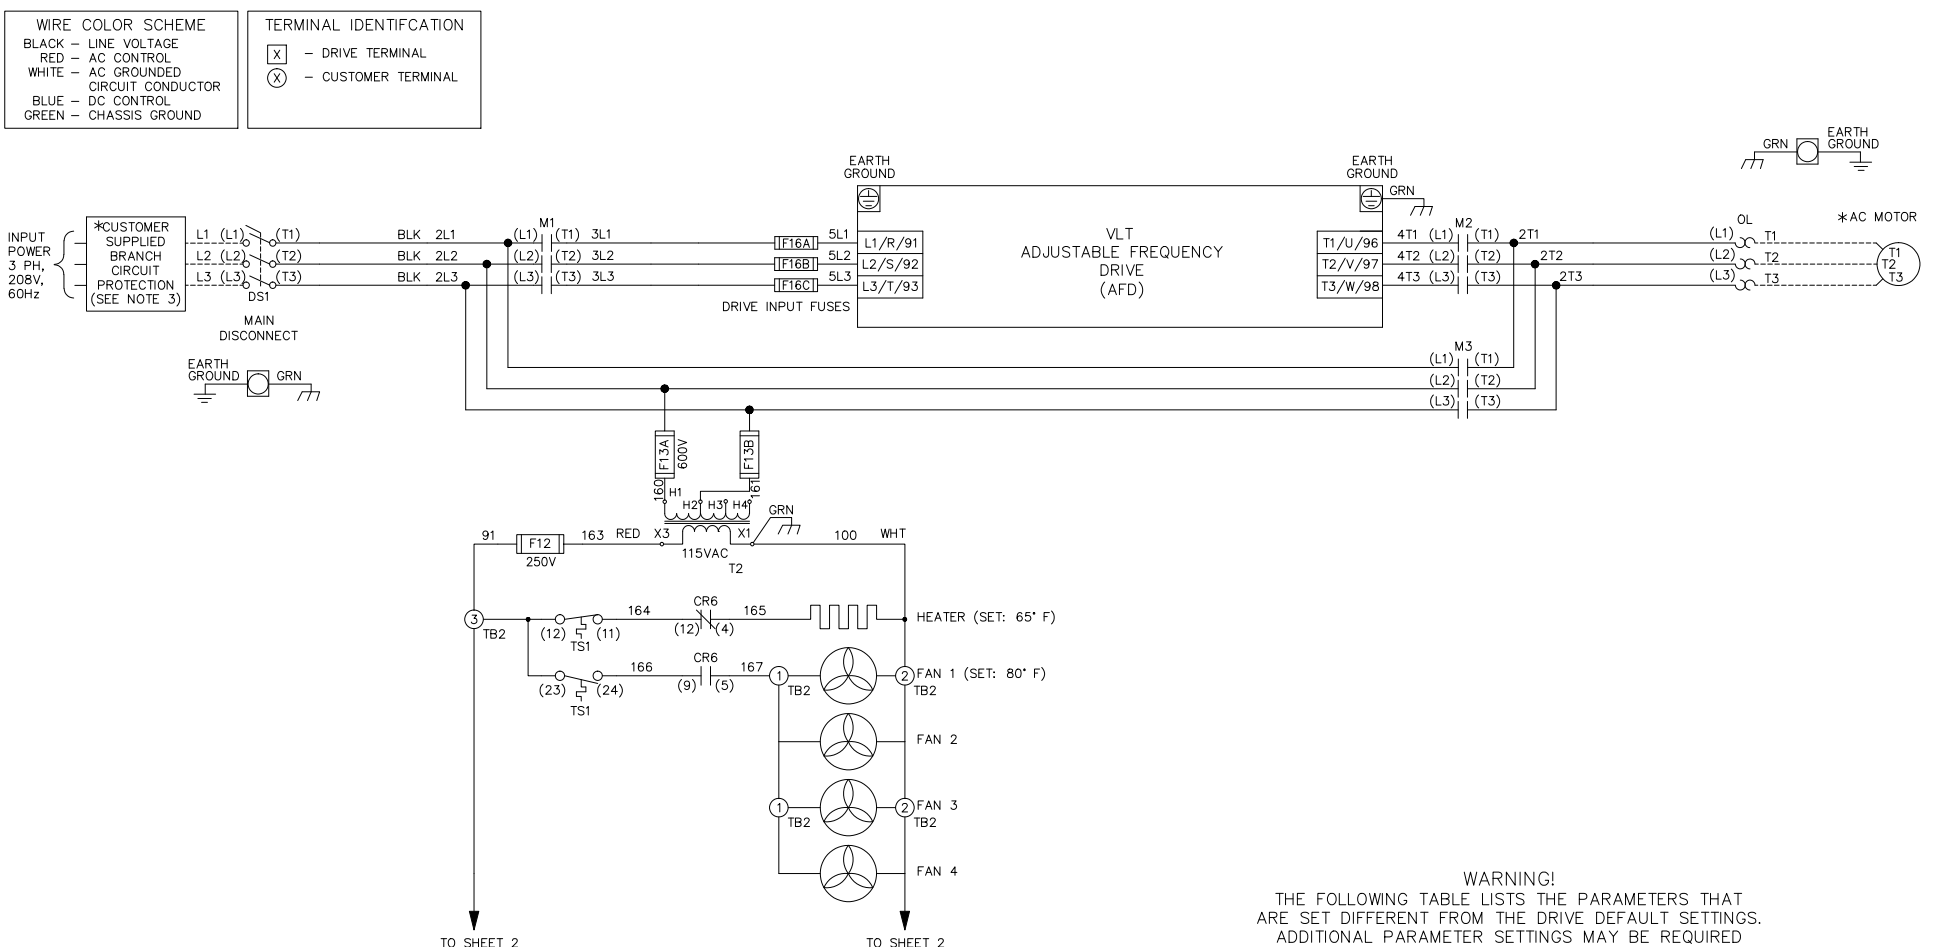 WIRE COLOR SCHEME
BLACK – LINE VOLTAGE
RED – AC CONTROL
WHITE – AC GROUNDED
CIRCUIT CONDUCTOR
BLUE – DC CONTROL
GREEN – CHASSIS GROUND
TERMINAL IDENTIFCATION
X – DRIVE TERMINAL
X – CUSTOMER TERMINAL
INPUT
POWER
3 PH,
208V,
60Hz
*CUSTOMER
SUPPLIED
BRANCH
CIRCUIT
PROTECTION
(SEE NOTE 3)
L1 (L1) (T1) BLK 2L1 (L1) M1 (T1) 3L1 F16A 5L1 L1/R/91
L2 (L2) (T2) BLK 2L2 (L2) (T2) 3L2 F16B 5L2 L2/S/92
L3 (L3) (T3) BLK 2L3 (L3) (T3) 3L3 F16C 5L3 L3/T/93
DS1
MAIN
DISCONNECT
DRIVE INPUT FUSES
EARTH
GROUND
GRN
EARTH
GROUND
VLT
ADJUSTABLE FREQUENCY
DRIVE
(AFD)
EARTH
GROUND
GRN
T1/U/96 4T1 (L1) M2 (T1) 2T1 (L1) OL T1
T2/V/97 4T2 (L2) (T2) 2T2 (L2) T2
T3/W/98 4T3 (L3) (T3) 2T3 (L3) T3
GRN
EARTH
GROUND
*AC MOTOR
T1
T2
T3
M3
(L1) (T1)
(L2) (T2)
(L3) (T3)
F13A
600V
F13B
160
161
H1
H2 H3 H4
GRN
91 F12 163 RED X3 X1 100 WHT
250V
115VAC
T2
3
TB2
(12) (11)
TS1
164
CR6
(12) (4)
165
HEATER (SET: 65° F)
(23) (24)
TS1
166
CR6
(9) (5)
167
1
TB2
2
TB2
FAN 1 (SET: 80° F)
FAN 2
1
TB2
2
TB2
FAN 3
FAN 4
TO SHEET 2
TO SHEET 2
WARNING!
THE FOLLOWING TABLE LISTS THE PARAMETERS THAT
ARE SET DIFFERENT FROM THE DRIVE DEFAULT SETTINGS.
ADDITIONAL PARAMETER SETTINGS MAY BE REQUIRED